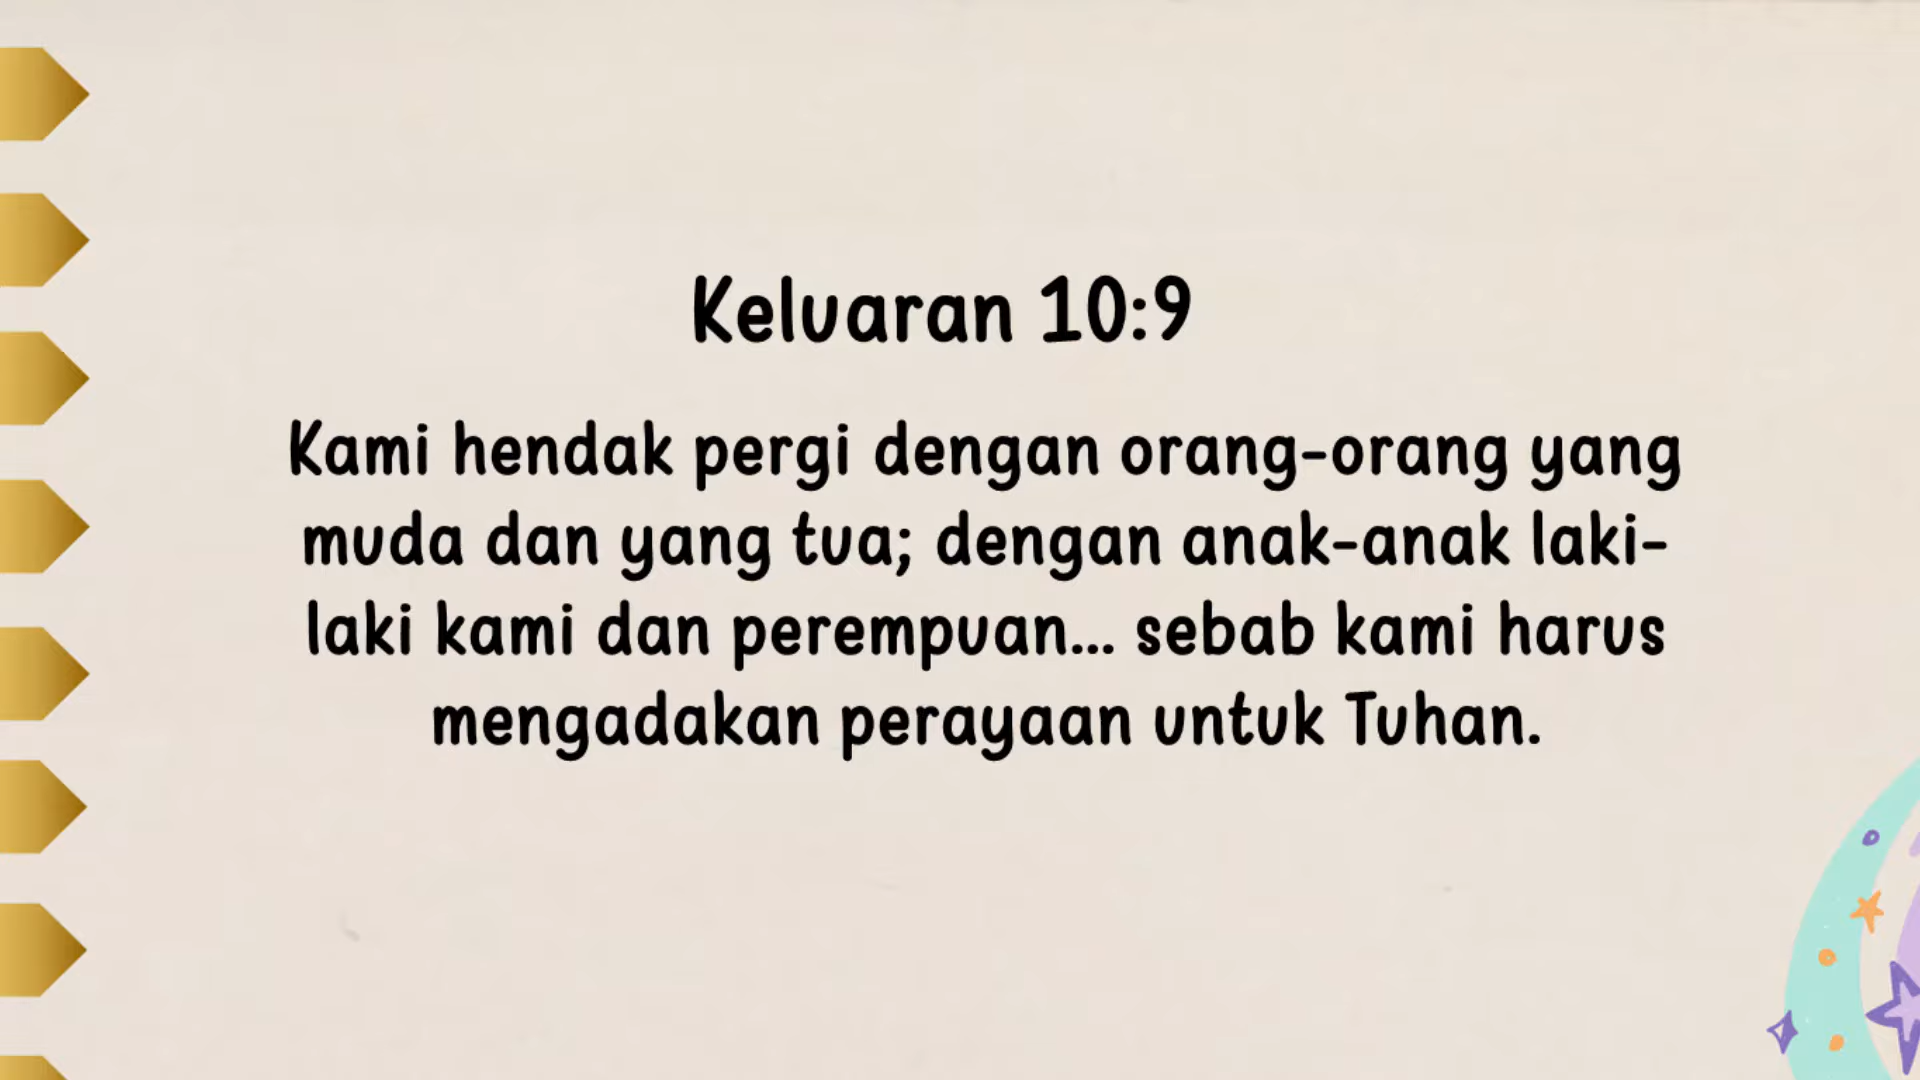 Keluaran 10:9
Kami hendak pergi dengan orang-orang yang
muda dan yang tua; dengan anak-anak laki-
laki kami dan perempuan... sebab kami harus
mengadakan perayaan untuk Tuhan.